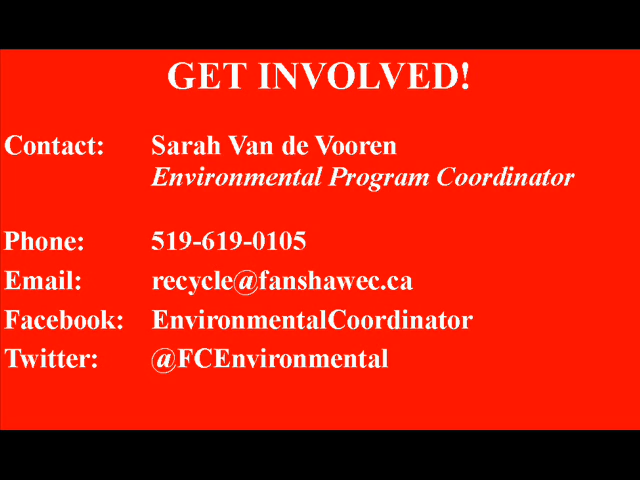 GET INVOLVED!
Contact: Sarah Van de Vooren
Environmental Program Coordinator
Phone: 519-619-0105
Email: recycle@fanshawec.ca
Facebook: EnvironmentalCoordinator
Twitter: @FCEnvironmental